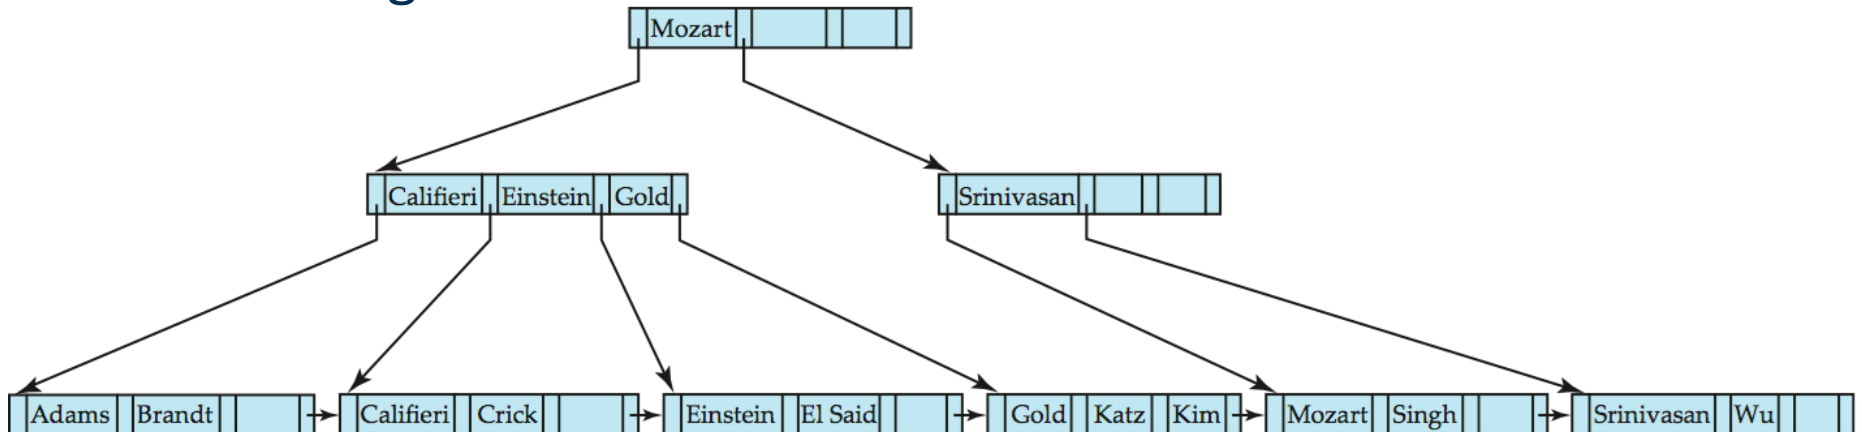 Mozart
Califieri Einstein Gold Srinivasan
Adams Brandt Califieri Crick Einstein El Said Gold Katz Kim Mozart Singh Srinivasan Wu